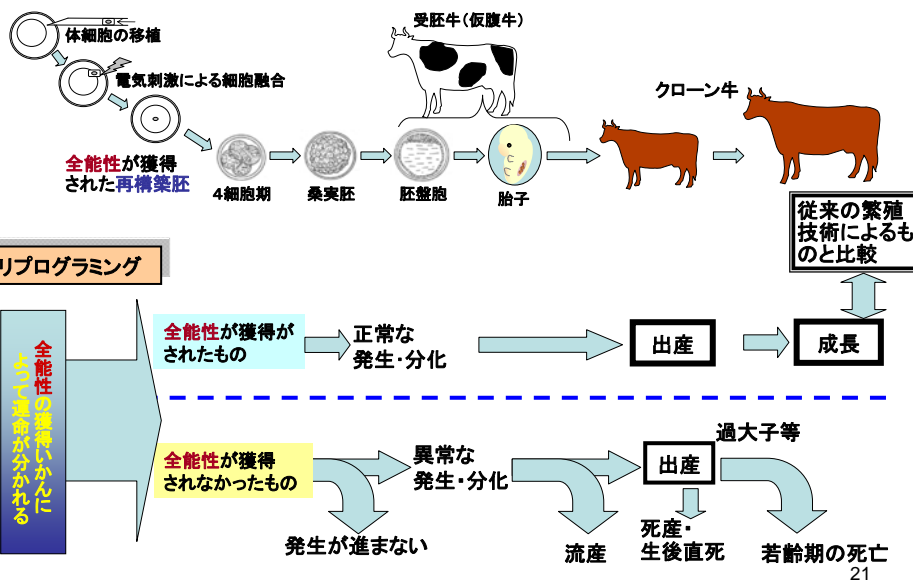 体細胞の移植
電気刺激による細胞融合
全能性が獲得
された再構築胚
4細胞期
桑実胚
胚盤胞
胎子
受胚牛(仮腹牛)
クローン牛
従来の繁殖
技術によるも
のと比較
リプログラミング
全能性の獲得いかんに
よって運命が分かれる
全能性が獲得が
されたもの
正常な
発生・分化
出産
成長
全能性が獲得
されなかったもの
異常な
発生・分化
出産
過大子等
発生が進まない
流産
死産・
生後直死
若齢期の死亡
21